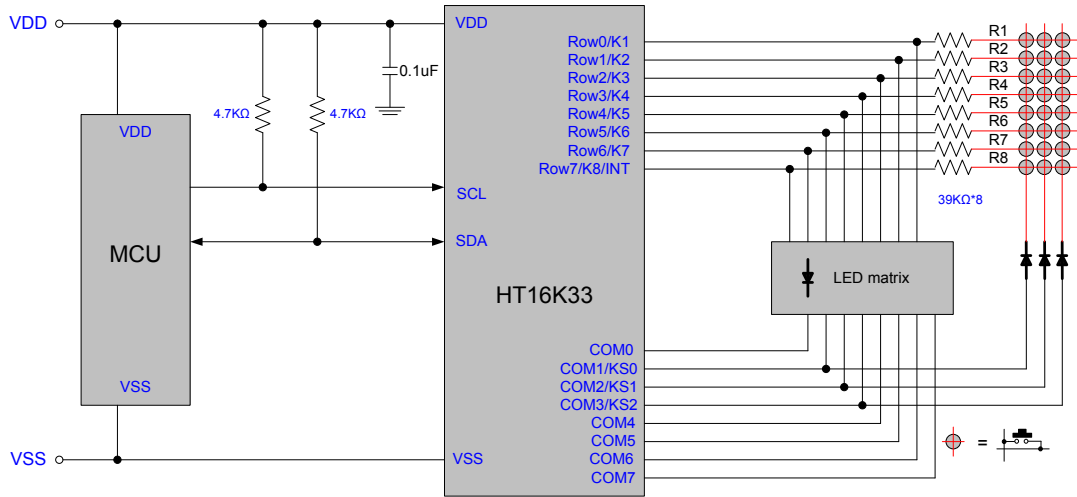 VDD
VDD
Row0/K1
Row1/K2
Row2/K3
Row3/K4
Row4/K5
Row5/K6
Row6/K7
Row7/K8/INT
R1
R2
R3
R4
R5
R6
R7
R8
0.1uF
4.7KΩ
4.7KΩ
VDD
SCL
39KΩ*8
MCU
SDA
LED matrix
HT16K33
COM0
COM1/KS0
COM2/KS1
COM3/KS2
COM4
COM5
COM6
COM7
VSS
VSS
VSS
=